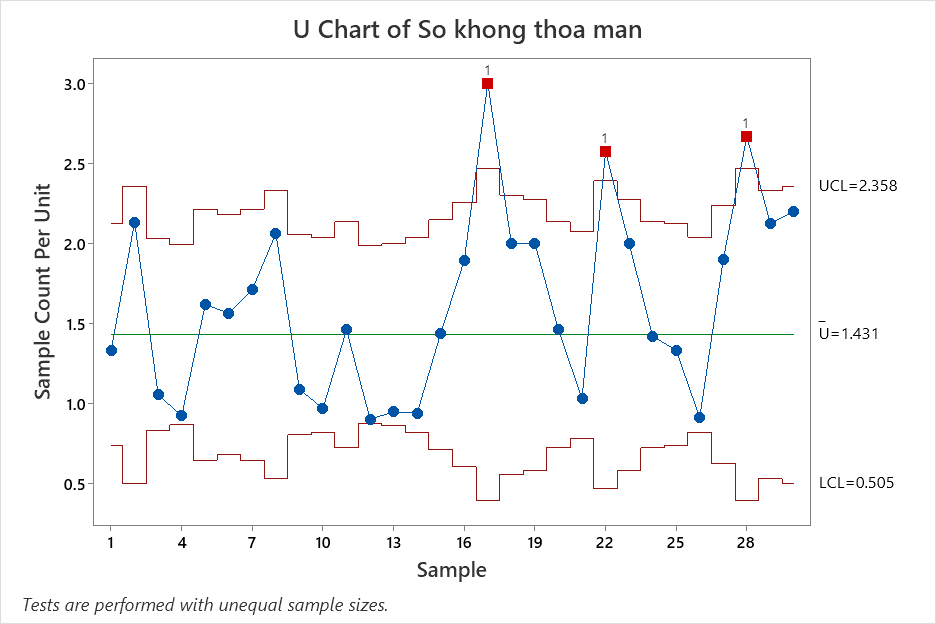 U Chart of So khong thoa man
1
1
1
3.0
2.5
2.0
1.5
1.0
0.5
Sample Count Per Unit
UCL=2.358
U̅=1.431
LCL=0.505
1 4 7 10 13 16 19 22 25 28
Sample
Tests are performed with unequal sample sizes.